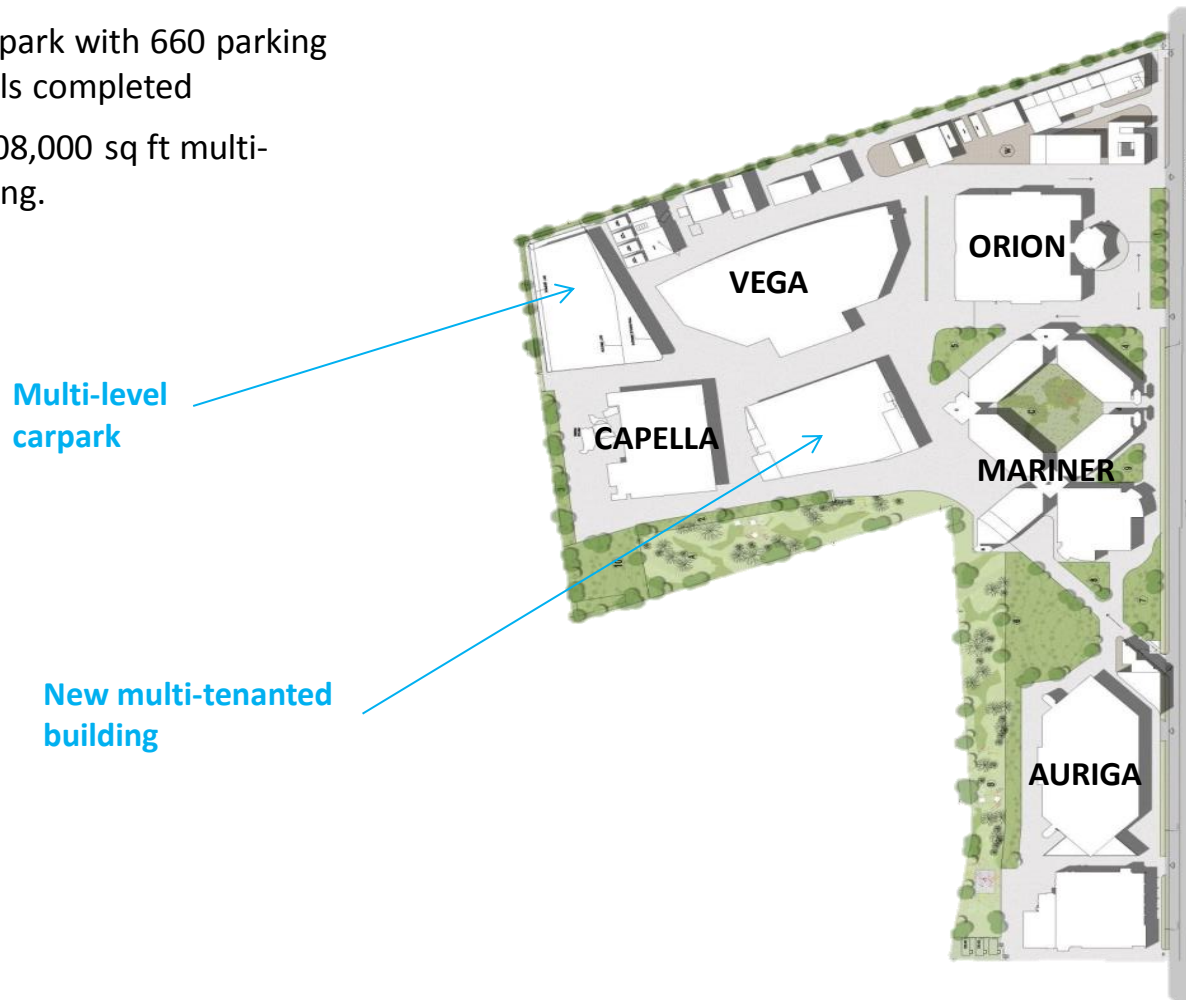 park with 660 parking
ls completed
08,000 sq ft multi-
ng.
ORION
VEGA
Multi-level
carpark
CAPELLA
MARINER
New multi-tenanted
building
AURIGA